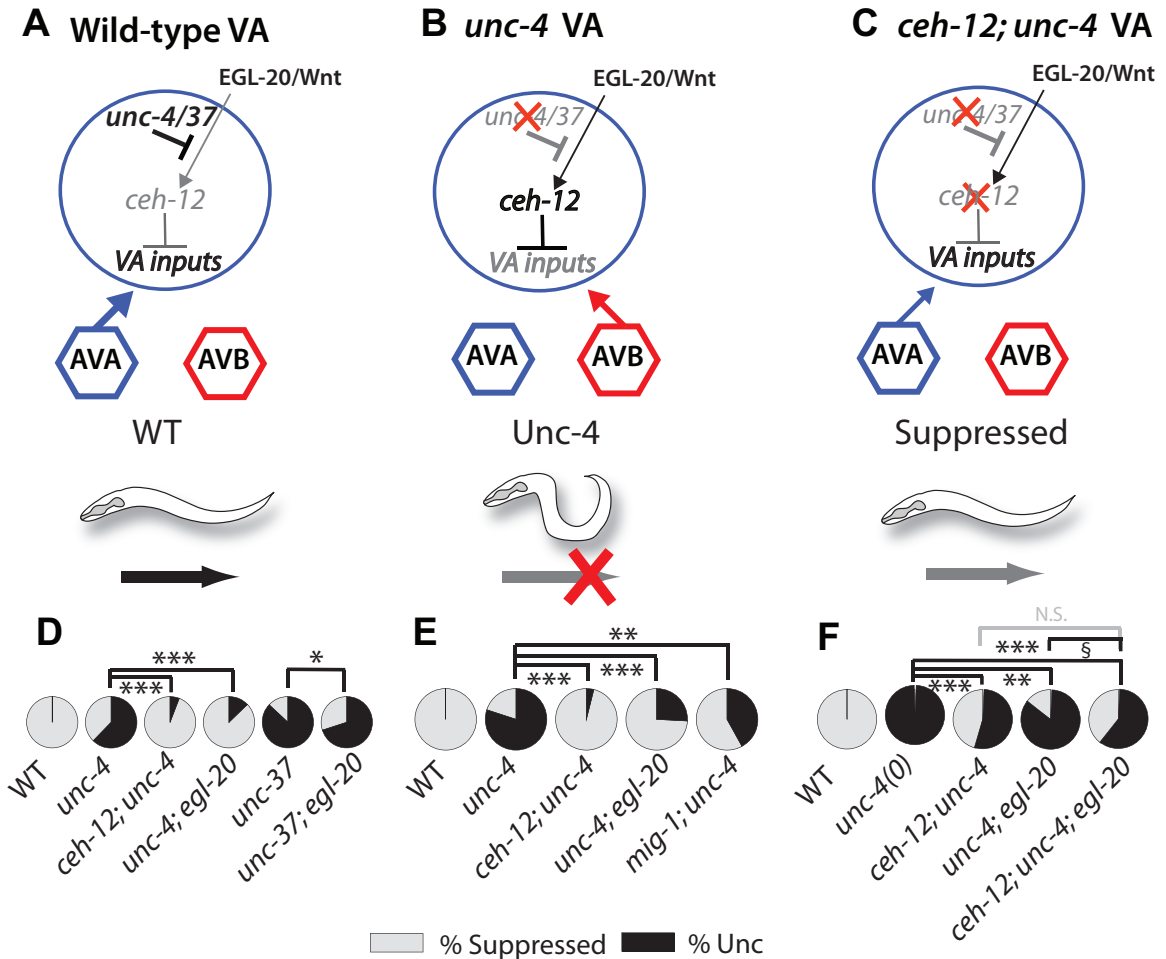 A Wild-type VA
B unc-4 VA
C ceh-12; unc-4 VA
EGL-20/Wnt
EGL-20/Wnt
EGL-20/Wnt
unc-4/37
unc-4/37
unc-4/37
ceh-12
ceh-12
ceh-12
VA inputs
VA inputs
VA inputs
AVA
AVB
AVA
AVB
AVA
AVB
WT
Unc-4
Suppressed
D
***
***
*
WT
unc-4
ceh-12; unc-4
unc-4; egl-20
unc-37
unc-37; egl-20
E
**
***
***
WT
unc-4
ceh-12; unc-4
unc-4; egl-20
mig-1; unc-4
F
N.S.
***
§
***
**
WT
unc-4(0)
ceh-12; unc-4
unc-4; egl-20
ceh-12; unc-4; egl-20
% Suppressed
% Unc